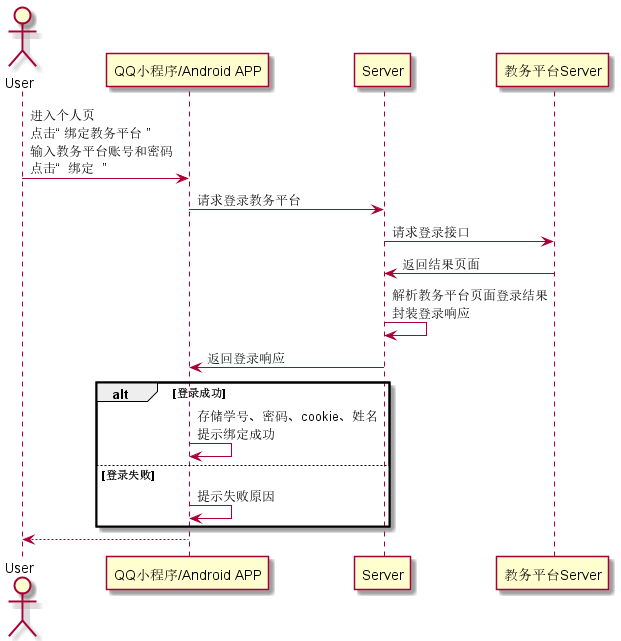 User
QQ小程序/Android APP
Server
教务平台Server
进入个人页
点击“ 绑定教务平台 ”
输入教务平台账号和密码
点击“ 绑定 ”
请求登录教务平台
请求登录接口
返回结果页面
解析教务平台页面登录结果
封装登录响应
返回登录响应
alt [登录成功]
存储学号、密码、cookie、姓名
提示绑定成功
[登录失败]
提示失败原因
User
QQ小程序/Android APP
Server
教务平台Server